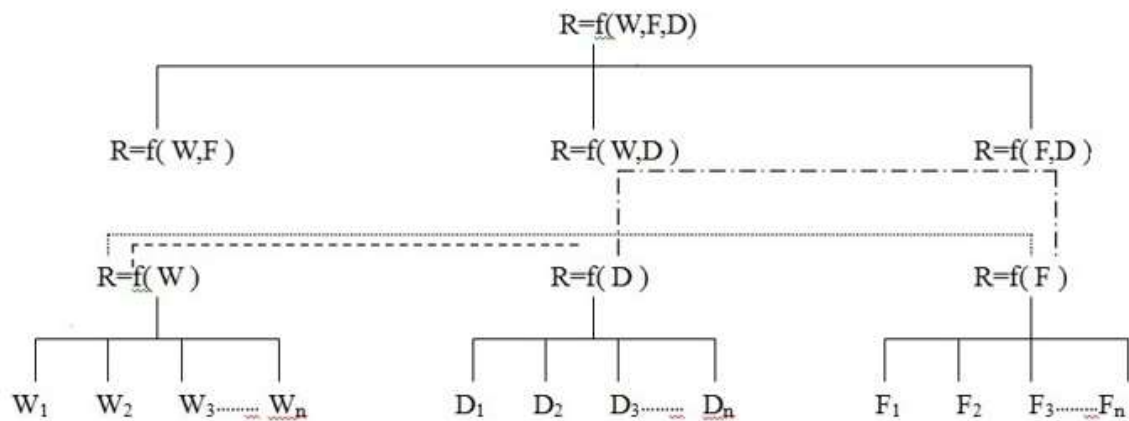 R=f(W,F,D)
R=f( W,F ) R=f( W,D ) R=f( F,D )
R=f( W ) R=f( D ) R=f( F )
W₁ W₂ W₃........ Wₙ D₁ D₂ D₃........ Dₙ F₁ F₂ F₃........Fₙ